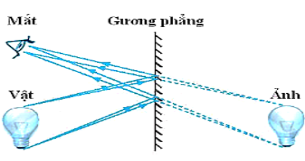 Mắt
Gương phẳng
Vật
Ảnh